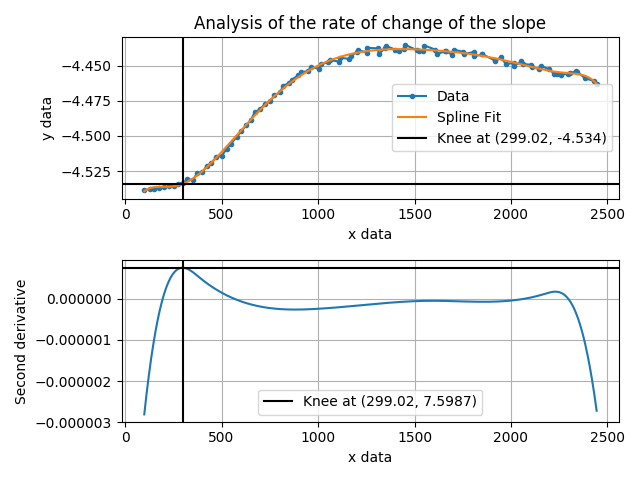 Analysis of the rate of change of the slope
y data
−4.450
−4.475
−4.500
−4.525
Data
Spline Fit
Knee at (299.02, -4.534)
0 500 1000 1500 2000 2500
x data
Second derivative
0.000000
−0.000001
−0.000002
−0.000003
Knee at (299.02, 7.5987)
0 500 1000 1500 2000 2500
x data